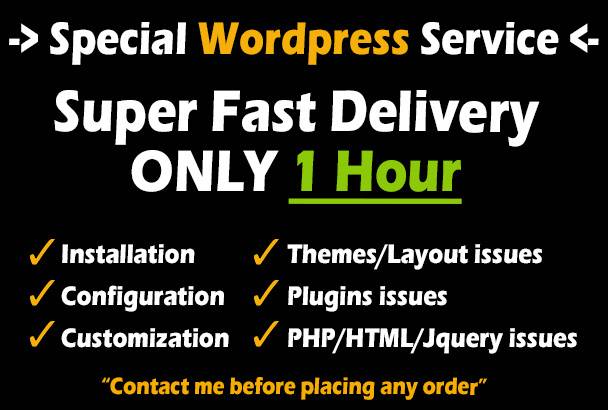 -> Special Wordpress Service <-
Super Fast Delivery
ONLY 1 Hour
✓ Installation ✓ Themes/Layout issues
✓ Configuration ✓ Plugins issues
✓ Customization ✓ PHP/HTML/Jquery issues
“Contact me before placing any order”